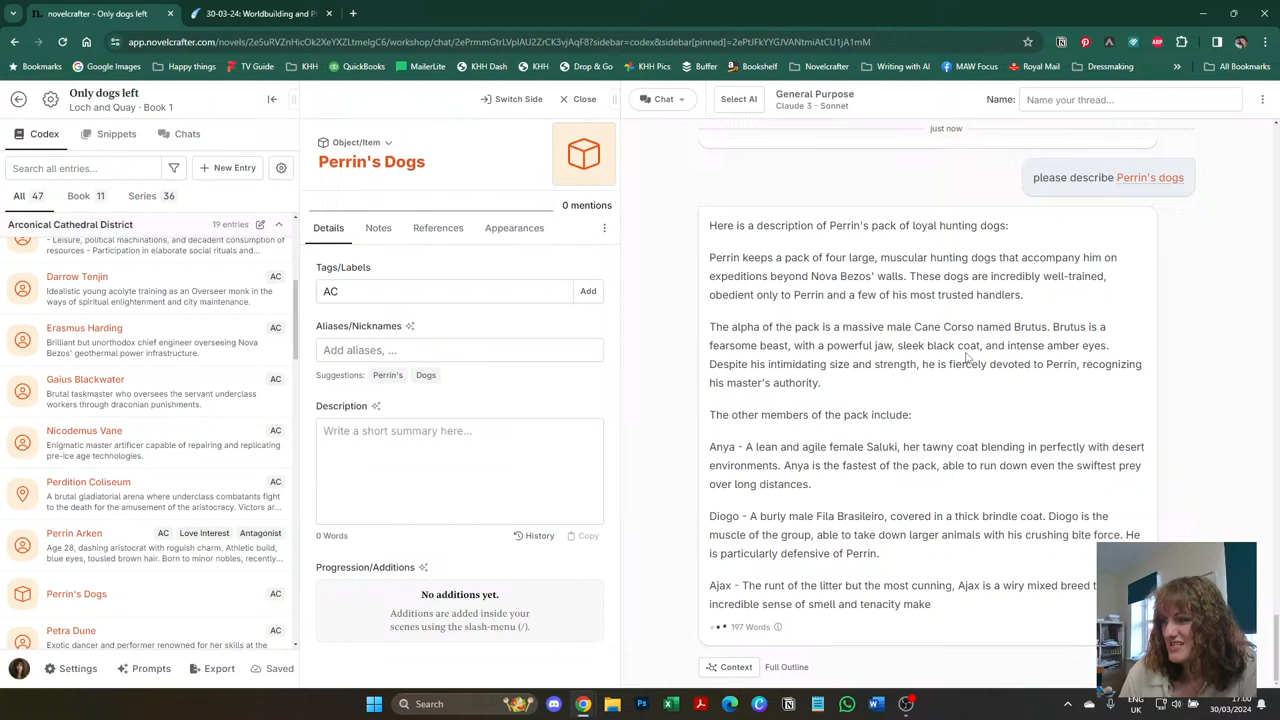 novelcrafter - Only dogs left
30-03-24: Worldbuilding and P
app.novelcrafter.com/novels/2e5uRVZnHicOk2XeYXZLtmelgC6/workshop/chat/2ePrmmGtrLVpIAU2ZrCK3vjAqF8?sidebar=codex&sidebar[pinned]=2ePtJFkYYGJVANtmiAtCU1jA1mM
Bookmarks
Google Images
Happy things
TV Guide
KHH
QuickBooks
MailerLite
KHH
Drop & Go
KHH Pics
Buffer
Bookshelf
Novelcrafter
NowNovel
Royal Mail
Dressmaking
All Bookmarks
Only dogs left
Loch and Quay - Book 1
Switch Side
Close
Chat
Select AI
General Purpose
Claude 3 - Sonnet
Name:
Name your thread...
Codex
Snippets
Chats
Search all entries...
New Entry
All 47
Book 11
Series 36
Arconical Cathedral District
19 entries
- Leisure, political machinations, and decadent consumption of
resources - Participation in elaborate social rituals and...
Darrow Tenjin
AC
Idealistic young acolyte training as an Overseer monk in the
ways of spiritual enlightenment and city maintenance.
Erasmus Harding
AC
Brilliant but unorthodox chief engineer overseeing Nova
Bezos' geothermal power infrastructure.
Gaius Blackwater
AC
Brutal taskmaster who oversees the servant underclass
workers through draconian punishments.
Nicodemus Vane
AC
Enigmatic master artificer capable of repairing and replicating
pre-ice age technologies.
Perdition Coliseum
AC
A brutal gladiatorial arena where underclass combatants fight
to the death for the amusement of the aristocracy. Victors ar...
Perrin Arken
AC
Love Interest
Antagonist
Age 28, dashing aristocrat with roguish charm. Athletic build,
blue eyes, tousled brown hair. Born to minor nobles, recently...
Perrin's Dogs
AC
Petra Dune
AC
Exotic dancer and performer renowned for her skills at the
Settings
Prompts
Export
Saved
Object/Item
Perrin's Dogs
0 mentions
Details
Notes
References
Appearances
Tags/Labels
AC
Add
Aliases/Nicknames
Add aliases, ...
Suggestions:
Perrin's
Dogs
Description
Write a short summary here...
0 Words
History
Copy
Progression/Additions
No additions yet.
Additions are added inside your
scenes using the slash-menu (/).
just now
please describe Perrin's dogs
Here is a description of Perrin's pack of loyal hunting dogs:
Perrin keeps a pack of four large, muscular hunting dogs that accompany him on
expeditions beyond Nova Bezos' walls. These dogs are incredibly well-trained,
obedient only to Perrin and a few of his most trusted handlers.
The alpha of the pack is a massive male Cane Corso named Brutus. Brutus is a
fearsome beast, with a powerful jaw, sleek black coat, and intense amber eyes.
Despite his intimidating size and strength, he is fiercely devoted to Perrin, recognizing
his master's authority.
The other members of the pack include:
Anya - A lean and agile female Saluki, her tawny coat blending in perfectly with desert
environments. Anya is the fastest of the pack, able to run down even the swiftest prey
over long distances.
Diogo - A burly male Fila Brasileiro, covered in a thick brindle coat. Diogo is the
muscle of the group, able to take down larger animals with his crushing bite force. He
is particularly defensive of Perrin.
Ajax - The runt of the litter but the most cunning, Ajax is a wiry mixed breed
incredible sense of smell and tenacity make
197 Words
Context
Full Outline
Search
ENG
UK
17:00
30/03/2024